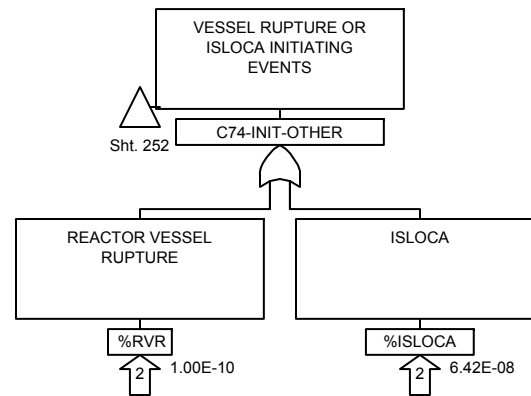 VESSEL RUPTURE OR
ISLOCA INITIATING
EVENTS
Sht. 252
C74-INIT-OTHER
REACTOR VESSEL
RUPTURE
ISLOCA
%RVR
%ISLOCA
2
1.00E-10
2
6.42E-08